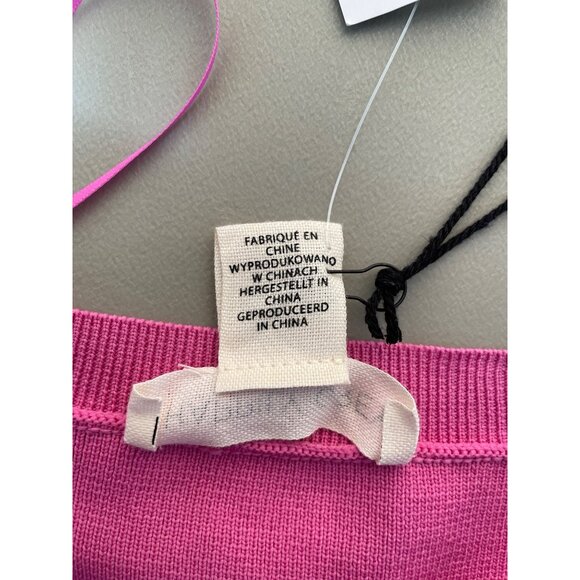 FABRIQUÉ EN
CHINE
WYPRODUKOWANO
W CHINACH
HERGESTELLT IN
CHINA
GEPRODUCEERD
IN CHINA